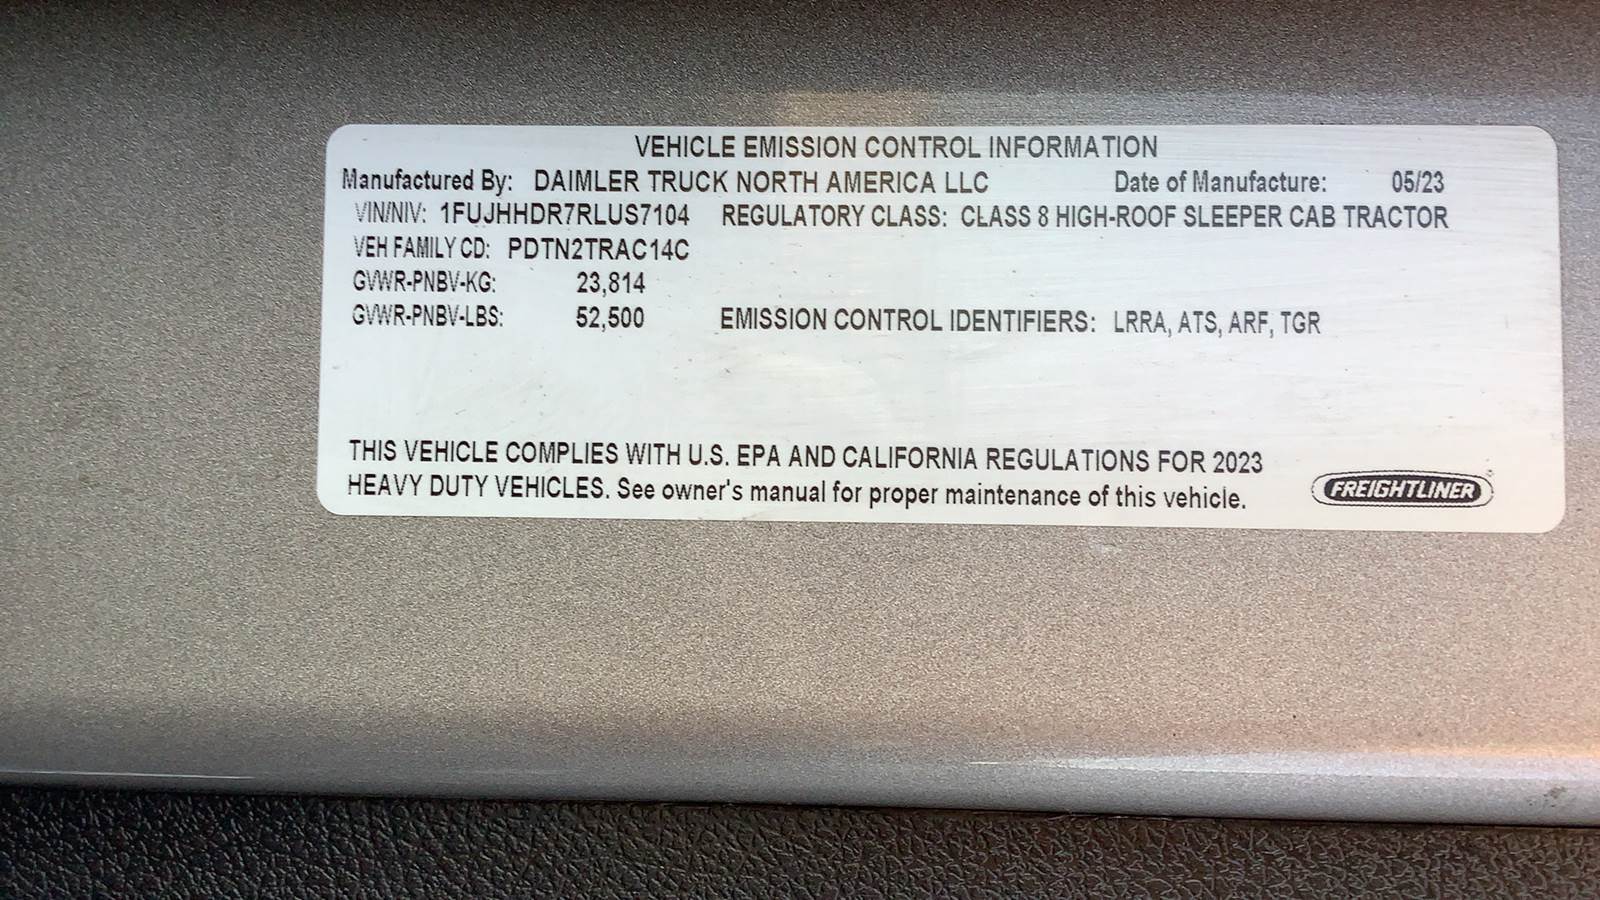 VEHICLE EMISSION CONTROL INFORMATION
Manufactured By: DAIMLER TRUCK NORTH AMERICA LLC Date of Manufacture: 05/23
VIN/NIV: 1FUJHHDR7RLUS7104 REGULATORY CLASS: CLASS 8 HIGH-ROOF SLEEPER CAB TRACTOR
VEH FAMILY CD: PDTN2TRAC14C
GVWR-PNBV-KG: 23,814
GVWR-PNBV-LBS: 52,500 EMISSION CONTROL IDENTIFIERS: LRRA, ATS, ARF, TGR
THIS VEHICLE COMPLIES WITH U.S. EPA AND CALIFORNIA REGULATIONS FOR 2023
HEAVY DUTY VEHICLES. See owner's manual for proper maintenance of this vehicle.
FREIGHTLINER